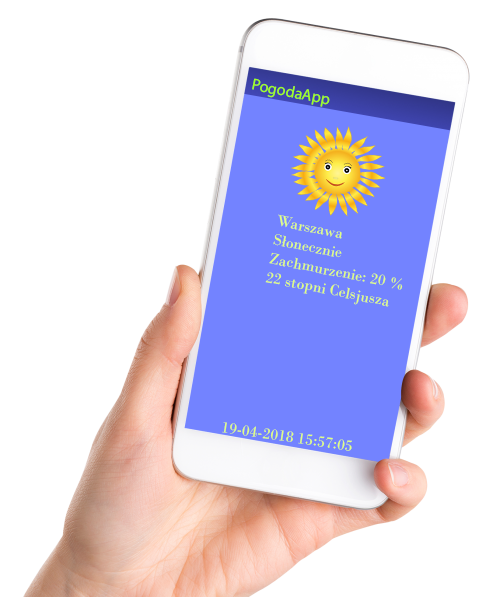 PogodaApp
Warszawa
Słonecznie
Zachmurzenie: 20 %
22 stopni Celsjusza
19-04-2018 15:57:05